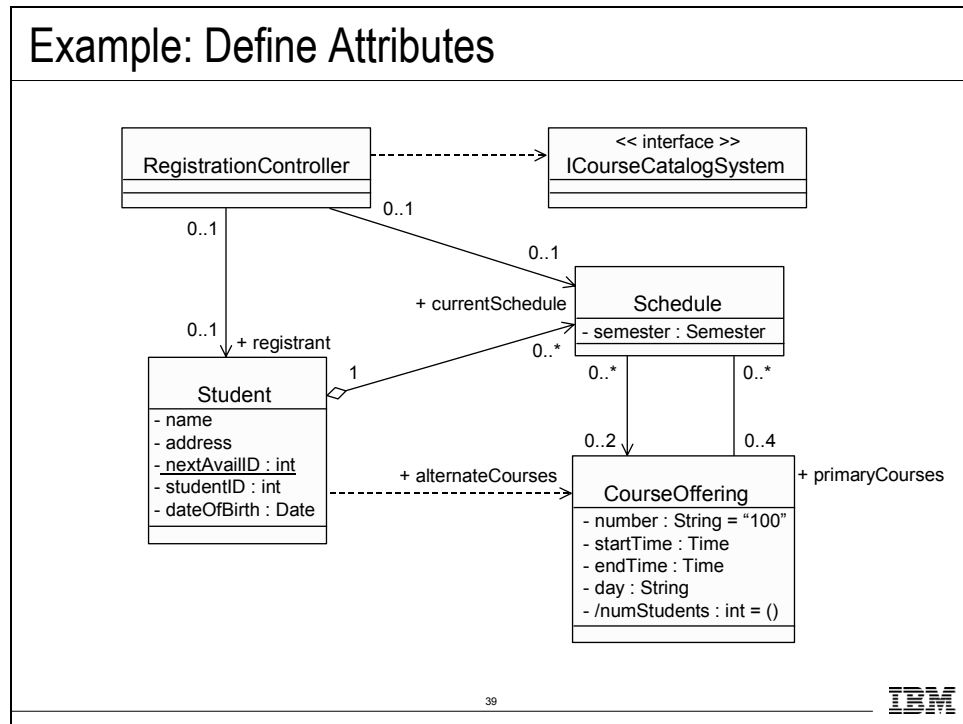 Example: Define Attributes
RegistrationController
<< interface >>
ICourseCatalogSystem
0..1
0..1
0..1
0..1
+ registrant
+ currentSchedule
Schedule
- semester : Semester
1
0..*
Student
- name
- address
- nextAvailID : int
- studentID : int
- dateOfBirth : Date
0..*
0..*
0..2
0..4
+ alternateCourses
+ primaryCourses
CourseOffering
- number : String = “100”
- startTime : Time
- endTime : Time
- day : String
- /numStudents : int = ()
39
IBM